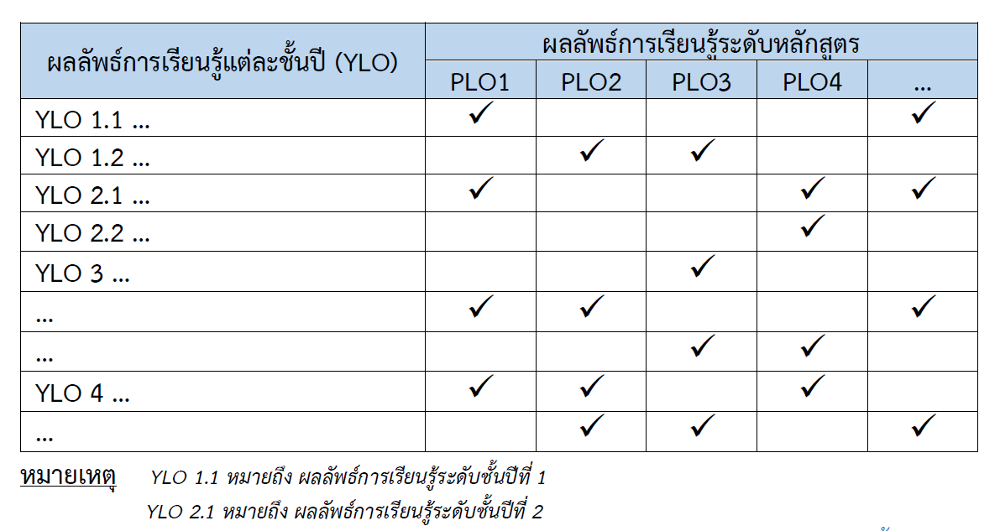 ผลลัพธ์การเรียนรู้แต่ละชั้นปี (YLO) ผลลัพธ์การเรียนรู้ระดับหลักสูตร
PLO1 PLO2 PLO3 PLO4 ...
YLO 1.1 ... ✓ ✓
YLO 1.2 ... ✓ ✓
YLO 2.1 ... ✓ ✓ ✓
YLO 2.2 ... ✓
YLO 3 ... ✓
... ✓ ✓ ✓
... ✓ ✓
YLO 4 ... ✓ ✓ ✓
... ✓ ✓ ✓
หมายเหตุ YLO 1.1 หมายถึง ผลลัพธ์การเรียนรู้ระดับชั้นปีที่ 1
YLO 2.1 หมายถึง ผลลัพธ์การเรียนรู้ระดับชั้นปีที่ 2